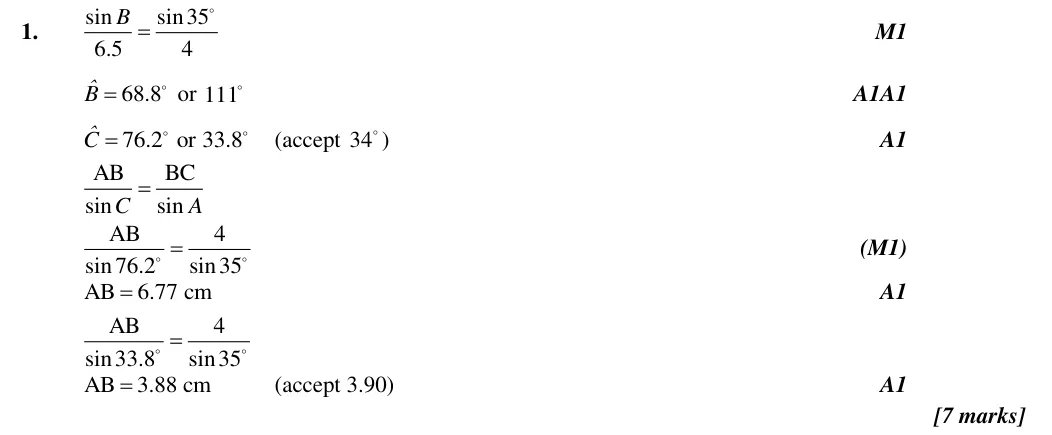 1. sin B / 6.5 = sin 35° / 4 M1
B̂ = 68.8° or 111° A1A1
Ĉ = 76.2° or 33.8° (accept 34°) A1
AB / sin C = BC / sin A
AB / sin 76.2° = 4 / sin 35° (M1)
AB = 6.77 cm A1
AB / sin 33.8° = 4 / sin 35°
AB = 3.88 cm (accept 3.90) A1
[7 marks]